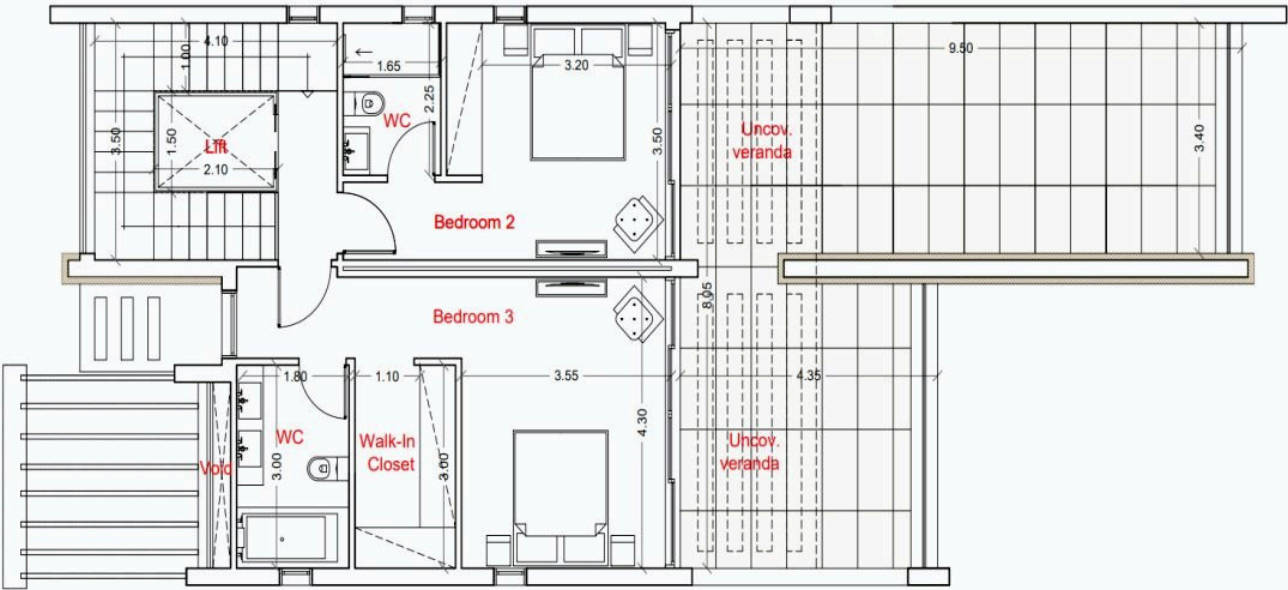 4.10
1.00
1.65
3.20
9.50
2.25
WC
3.50
1.50
Lift
2.10
3.50
Uncov.
veranda
3.40
Bedroom 2
8.05
Bedroom 3
1.80
1.10
3.55
4.35
4.30
WC
Walk-In
Closet
Void
3.00
3.00
Uncov.
veranda